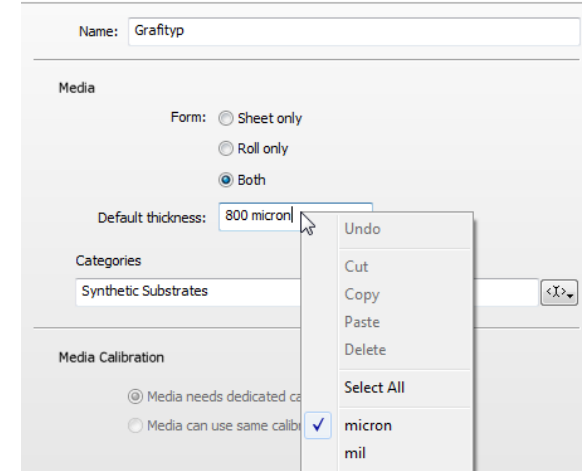 Name: Grafityp
Media
Form: Sheet only
Roll only
Both
Default thickness: 800 micron
Undo
Cut
Copy
Paste
Delete
Select All
micron
mil
Categories
Synthetic Substrates
Media Calibration
Media needs dedicated ca
Media can use same calib